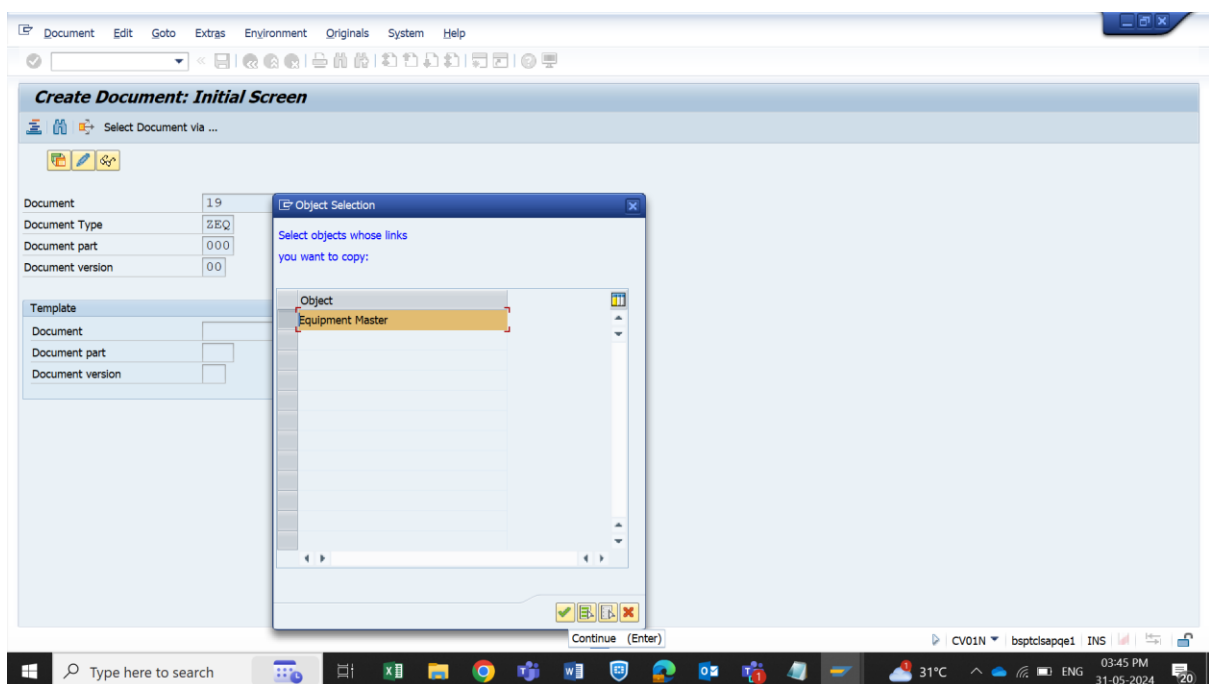 Document Edit Goto Extras Environment Originals System Help
Create Document: Initial Screen
Select Document via ...
Document 19
Document Type ZEQ
Document part 000
Document version 00
Template
Document
Document part
Document version
Object Selection
Select objects whose links
you want to copy:
Object
Equipment Master
Continue (Enter)
CV01N bsptclsapqe1 INS
Type here to search
1
31°C ENG 03:45 PM
31-05-2024
20